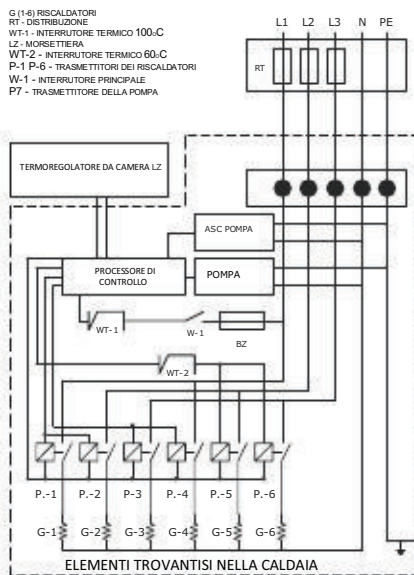 G (1-6) RISCALDATORI
RT - DISTRIBUZIONE
WT-1 - INTERRUTORE TERMICO 100oC
LZ - MORSETTIERA
WT-2 - INTERRUTORE TERMICO 60oC
P-1 P-6 - TRASMETTITORI DEI RISCALDATORI
W-1 - INTERRUTORE PRINCIPALE
P7 - TRASMETTITORE DELLA POMPA
L1 L2 L3 N PE
RT
TERMOREGOLATORE DA CAMERA LZ
ASC POMPA
PROCESSORE DI
CONTROLLO
POMPA
WT-1
W-1
BZ
WT-2
P.-1 P.-2 P-3 P.-4 P.-5 P.-6
G-1 G-2 G-3 G-4 G-5 G-6
ELEMENTI TROVANTISI NELLA CALDAIA